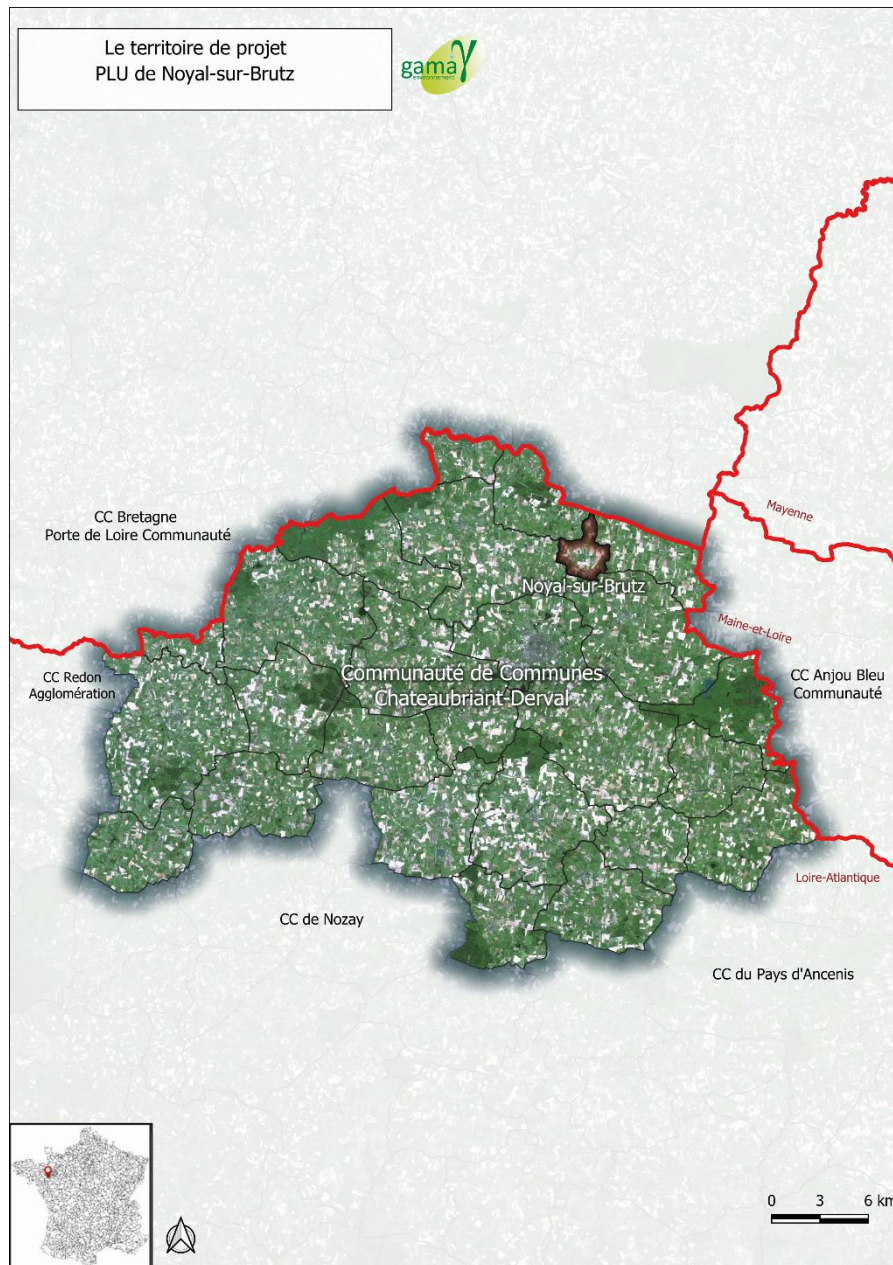 Le territoire de projet
PLU de Noyal-sur-Brutz
gama
environnement
CC Bretagne
Porte de Loire Communauté
Mayenne
Noyal-sur-Brutz
Maine-et-Loire
CC Redon
Agglomération
Communauté de Communes
Chateaubriant-Derval
CC Anjou Bleu
Communauté
Loire-Atlantique
CC de Nozay
CC du Pays d'Ancenis
0 3 6 km